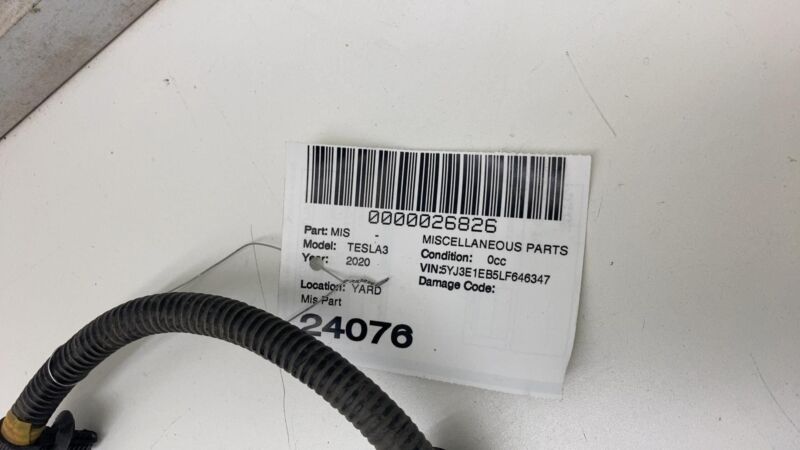 0000026826
Part: MIS - MISCELLANEOUS PARTS
Model: TESLA3 Condition: 0cc
Year: 2020 VIN:5YJ3E1EB5LF646347
Damage Code:
Location: YARD
Mis Part
24076